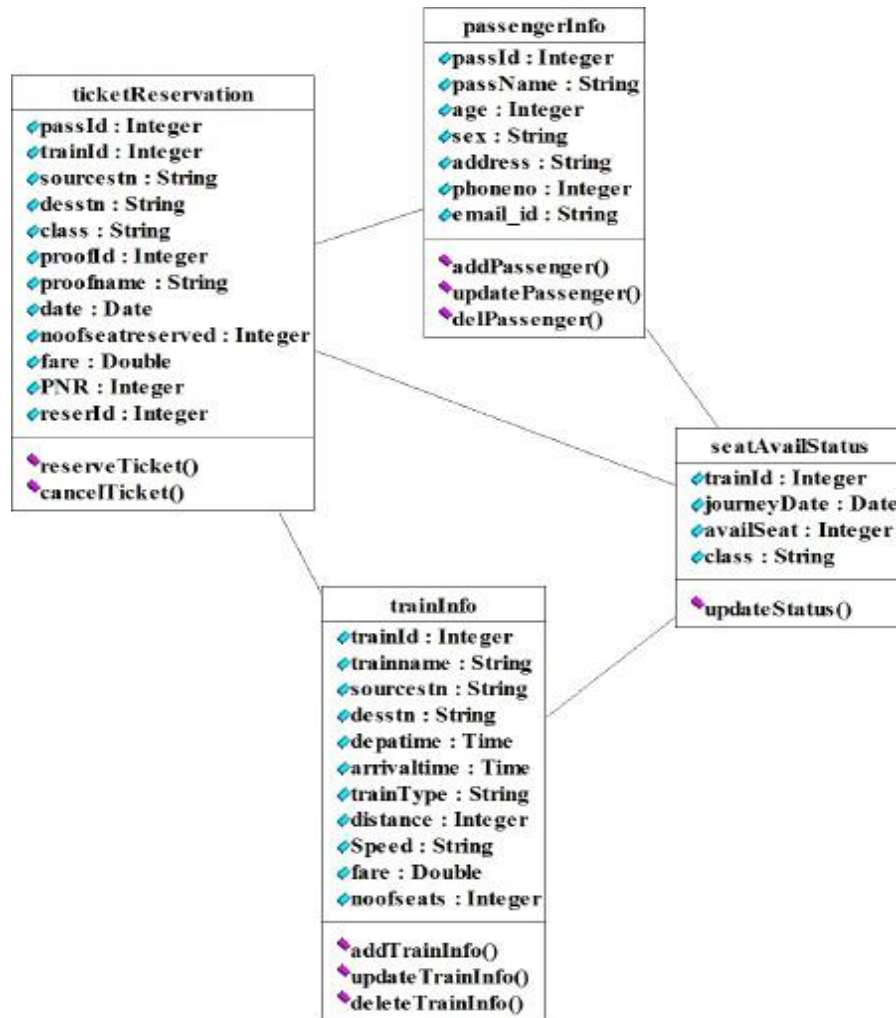 passengerInfo
passId : Integer
passName : String
age : Integer
sex : String
address : String
phoneno : Integer
email_id : String
addPassenger()
updatePassenger()
delPassenger()
ticketReservation
passId : Integer
trainId : Integer
sourcestn : String
desstn : String
class : String
proofId : Integer
proofname : String
date : Date
noofseatreserved : Integer
fare : Double
PNR : Integer
reserId : Integer
reserveTicket()
cancelTicket()
seatAvailStatus
trainId : Integer
journeyDate : Date
availSeat : Integer
class : String
updateStatus()
trainInfo
trainId : Integer
trainname : String
sourcestn : String
desstn : String
depatime : Time
arrivaltime : Time
trainType : String
distance : Integer
Speed : String
fare : Double
noofseats : Integer
addTrainInfo()
updateTrainInfo()
deleteTrainInfo()